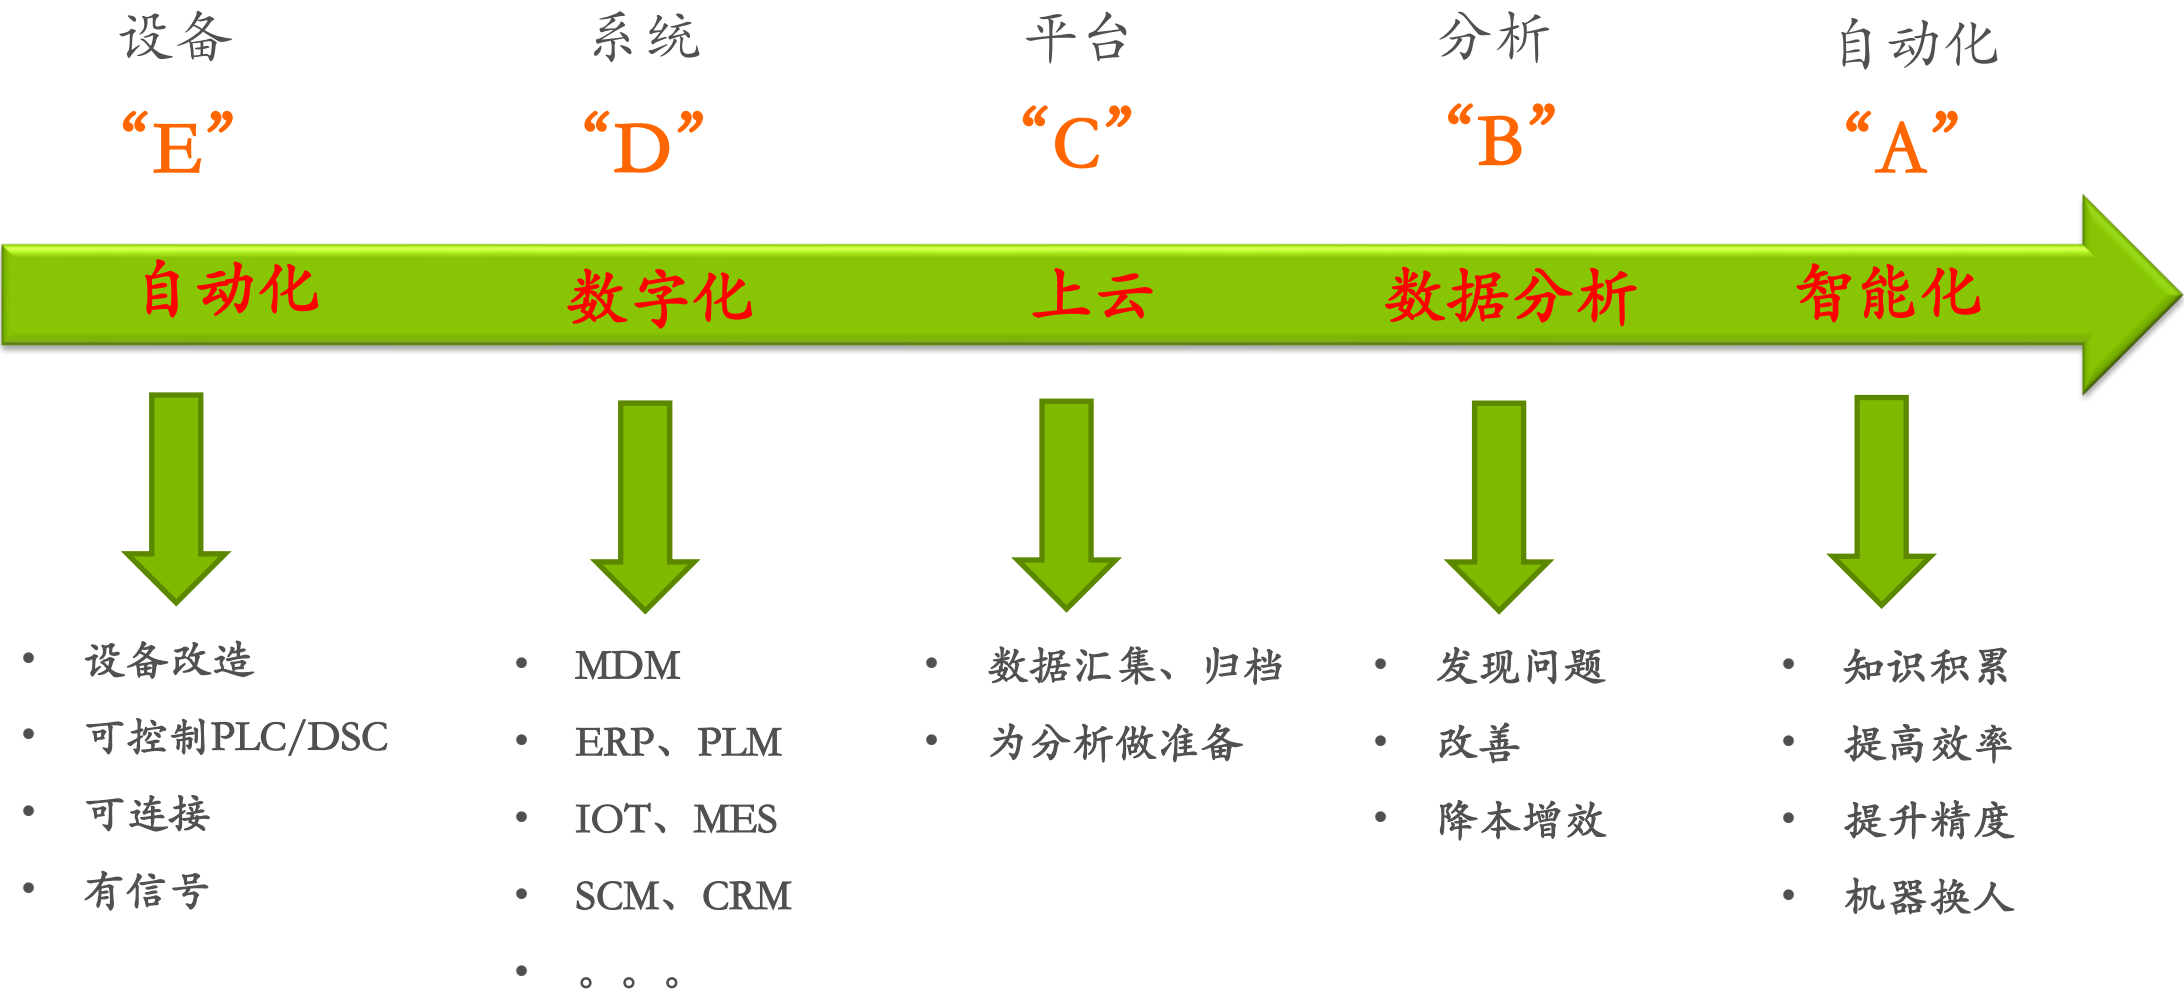 设备
系统
平台
分析
自动化
“E”
“D”
“C”
“B”
“A”
自动化
数字化
上云
数据分析
智能化
• 设备改造
• 可控制PLC/DSC
• 可连接
• 有信号
• MDM
• ERP、PLM
• IOT、MES
• SCM、CRM
• 。。。
• 数据汇集、归档
• 为分析做准备
• 发现问题
• 改善
• 降本增效
• 知识积累
• 提高效率
• 提升精度
• 机器换人